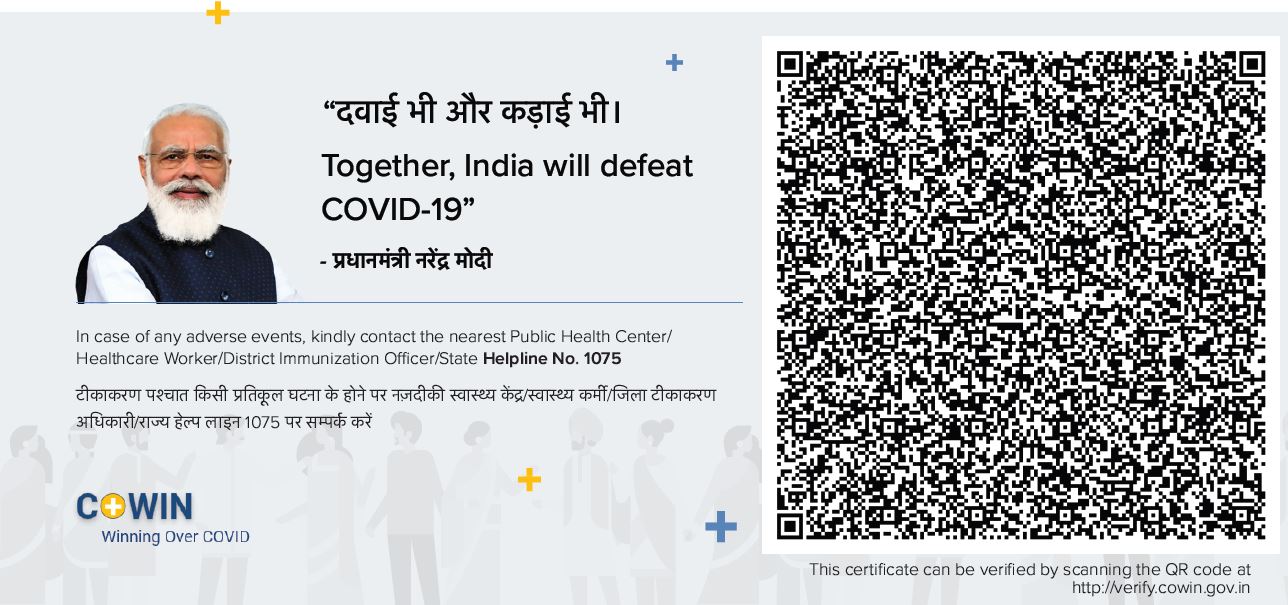 “दवाई भी और कड़ाई भी।
Together, India will defeat
COVID-19”
- प्रधानमंत्री नरेंद्र मोदी
In case of any adverse events, kindly contact the nearest Public Health Center/
Healthcare Worker/District Immunization Officer/State Helpline No. 1075
टीकाकरण पश्चात किसी प्रतिकूल घटना के होने पर नज़दीकी स्वास्थ्य केंद्र/स्वास्थ्य कर्मी/जिला टीकाकरण
अधिकारी/राज्य हेल्प लाइन 1075 पर सम्पर्क करें
COWIN
Winning Over COVID
This certificate can be verified by scanning the QR code at
http://verify.cowin.gov.in